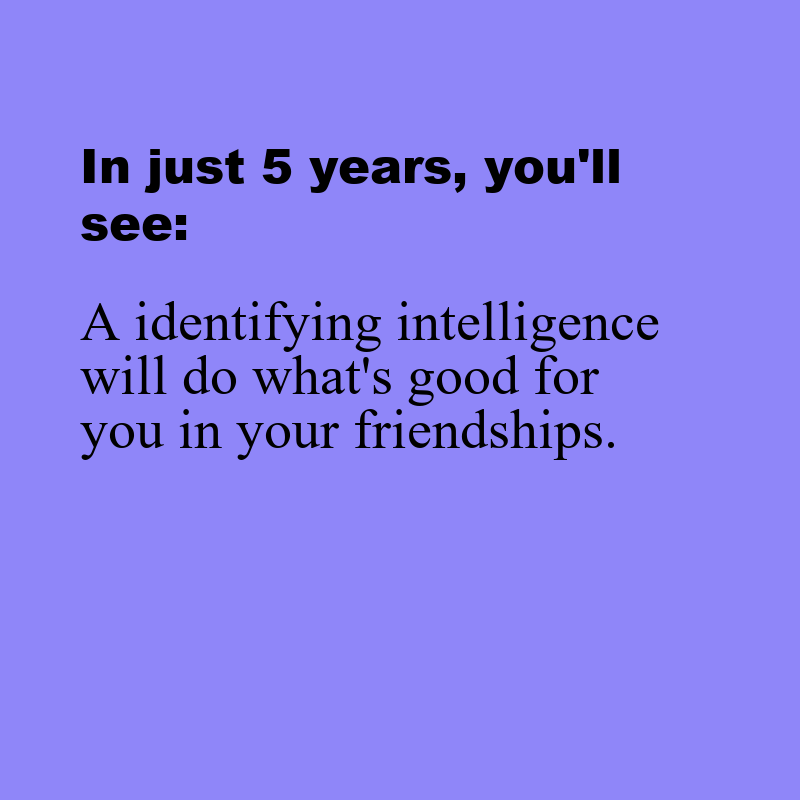 In just 5 years, you'll
see:
A identifying intelligence
will do what's good for
you in your friendships.